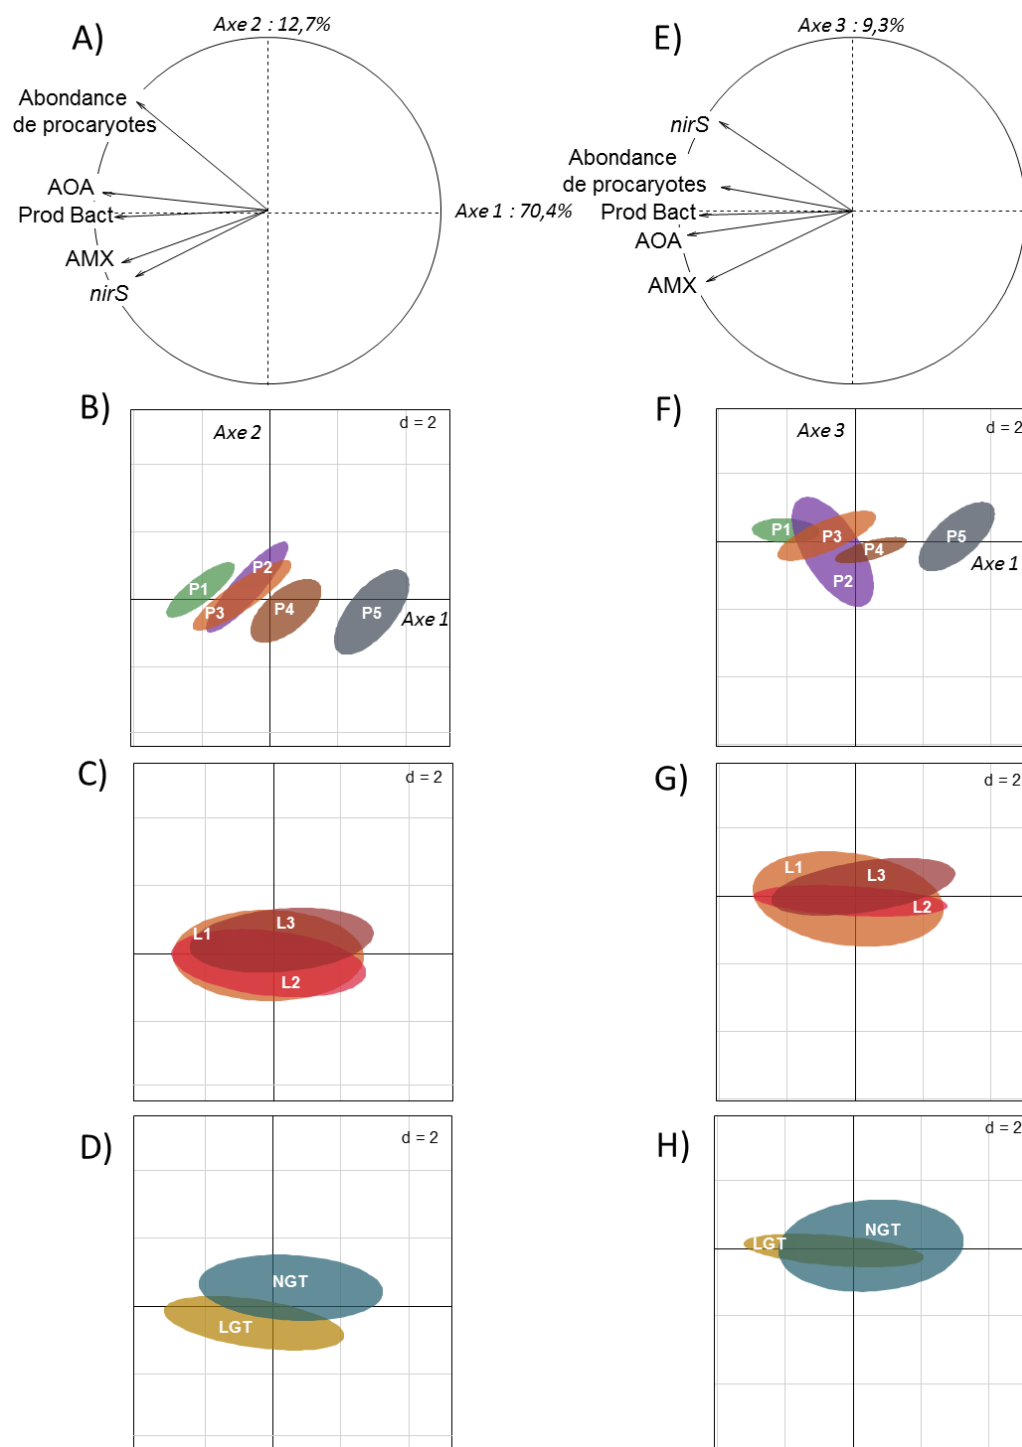 A)
Axe 2 : 12,7%
Abondance
de procaryotes
AOA
Prod Bact
AMX
nirS
Axe 1 : 70,4%
E)
Axe 3 : 9,3%
nirS
Abondance
de procaryotes
Prod Bact
AOA
AMX
B)
Axe 2
d = 2
P1
P2
P3
P4
P5
Axe 1
F)
Axe 3
d = 2
P1
P3
P4
P5
P2
Axe 1
C)
d = 2
L1
L3
L2
G)
d = 2
L1
L3
L2
D)
d = 2
NGT
LGT
H)
d = 2
NGT
LGT